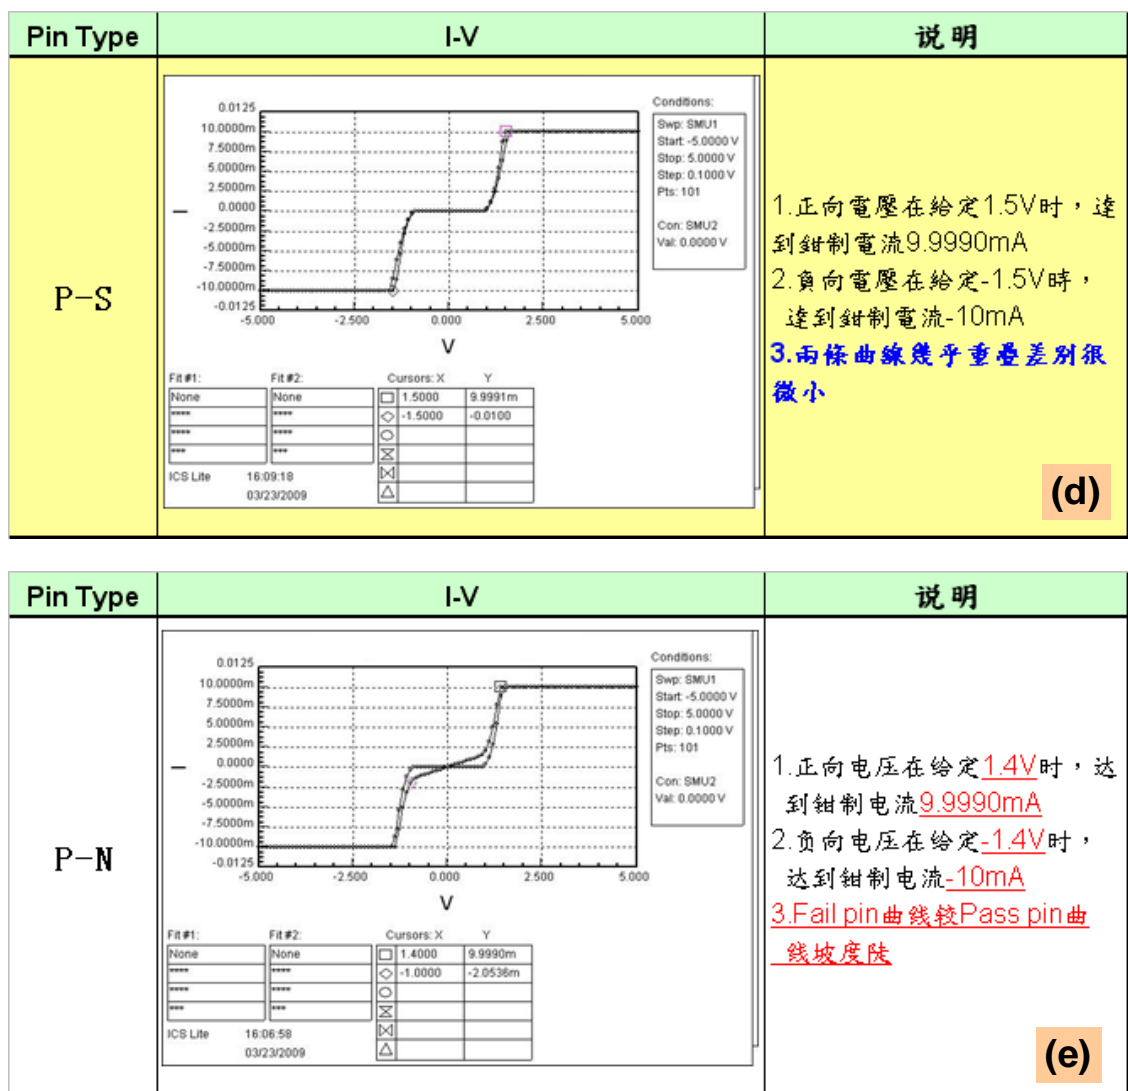 Pin Type I-V 说明
P-S
0.0125
10.0000m
7.5000m
5.0000m
2.5000m
0.0000
-2.5000m
-5.0000m
-7.5000m
-10.0000m
-0.0125
I
-5.000 -2.500 0.000 2.500 5.000
V
Conditions:
Swp: SMU1
Start: -5.0000 V
Stop: 5.0000 V
Step: 0.1000 V
Pts: 101
Con: SMU2
Val: 0.0000 V
Fit #1: Fit #2: Cursors: X Y
None None 1.5000 9.9991m
**** **** -1.5000 -0.0100
**** ****
*** ***
ICS Lite 16:09:18
03/23/2009
1.正向電壓在給定1.5V时，達
到鉗制電流9.9990mA
2.負向電壓在給定-1.5V時，
達到鉗制電流-10mA
3.兩條曲線幾乎重疊差别很
微小
(d)
Pin Type I-V 说明
P-N
0.0125
10.0000m
7.5000m
5.0000m
2.5000m
0.0000
-2.5000m
-5.0000m
-7.5000m
-10.0000m
-0.0125
I
-5.000 -2.500 0.000 2.500 5.000
V
Conditions:
Swp: SMU1
Start: -5.0000 V
Stop: 5.0000 V
Step: 0.1000 V
Pts: 101
Con: SMU2
Val: 0.0000 V
Fit #1: Fit #2: Cursors: X Y
None None 1.4000 9.9990m
**** **** -1.0000 -2.0536m
**** ****
*** ***
ICS Lite 16:06:58
03/23/2009
1.正向电压在给定1.4V时，达
到钳制电流9.9990mA
2.负向电压在给定-1.4V时，
达到钳制电流-10mA
3.Fail pin曲线较Pass pin曲
线坡度陡
(e)